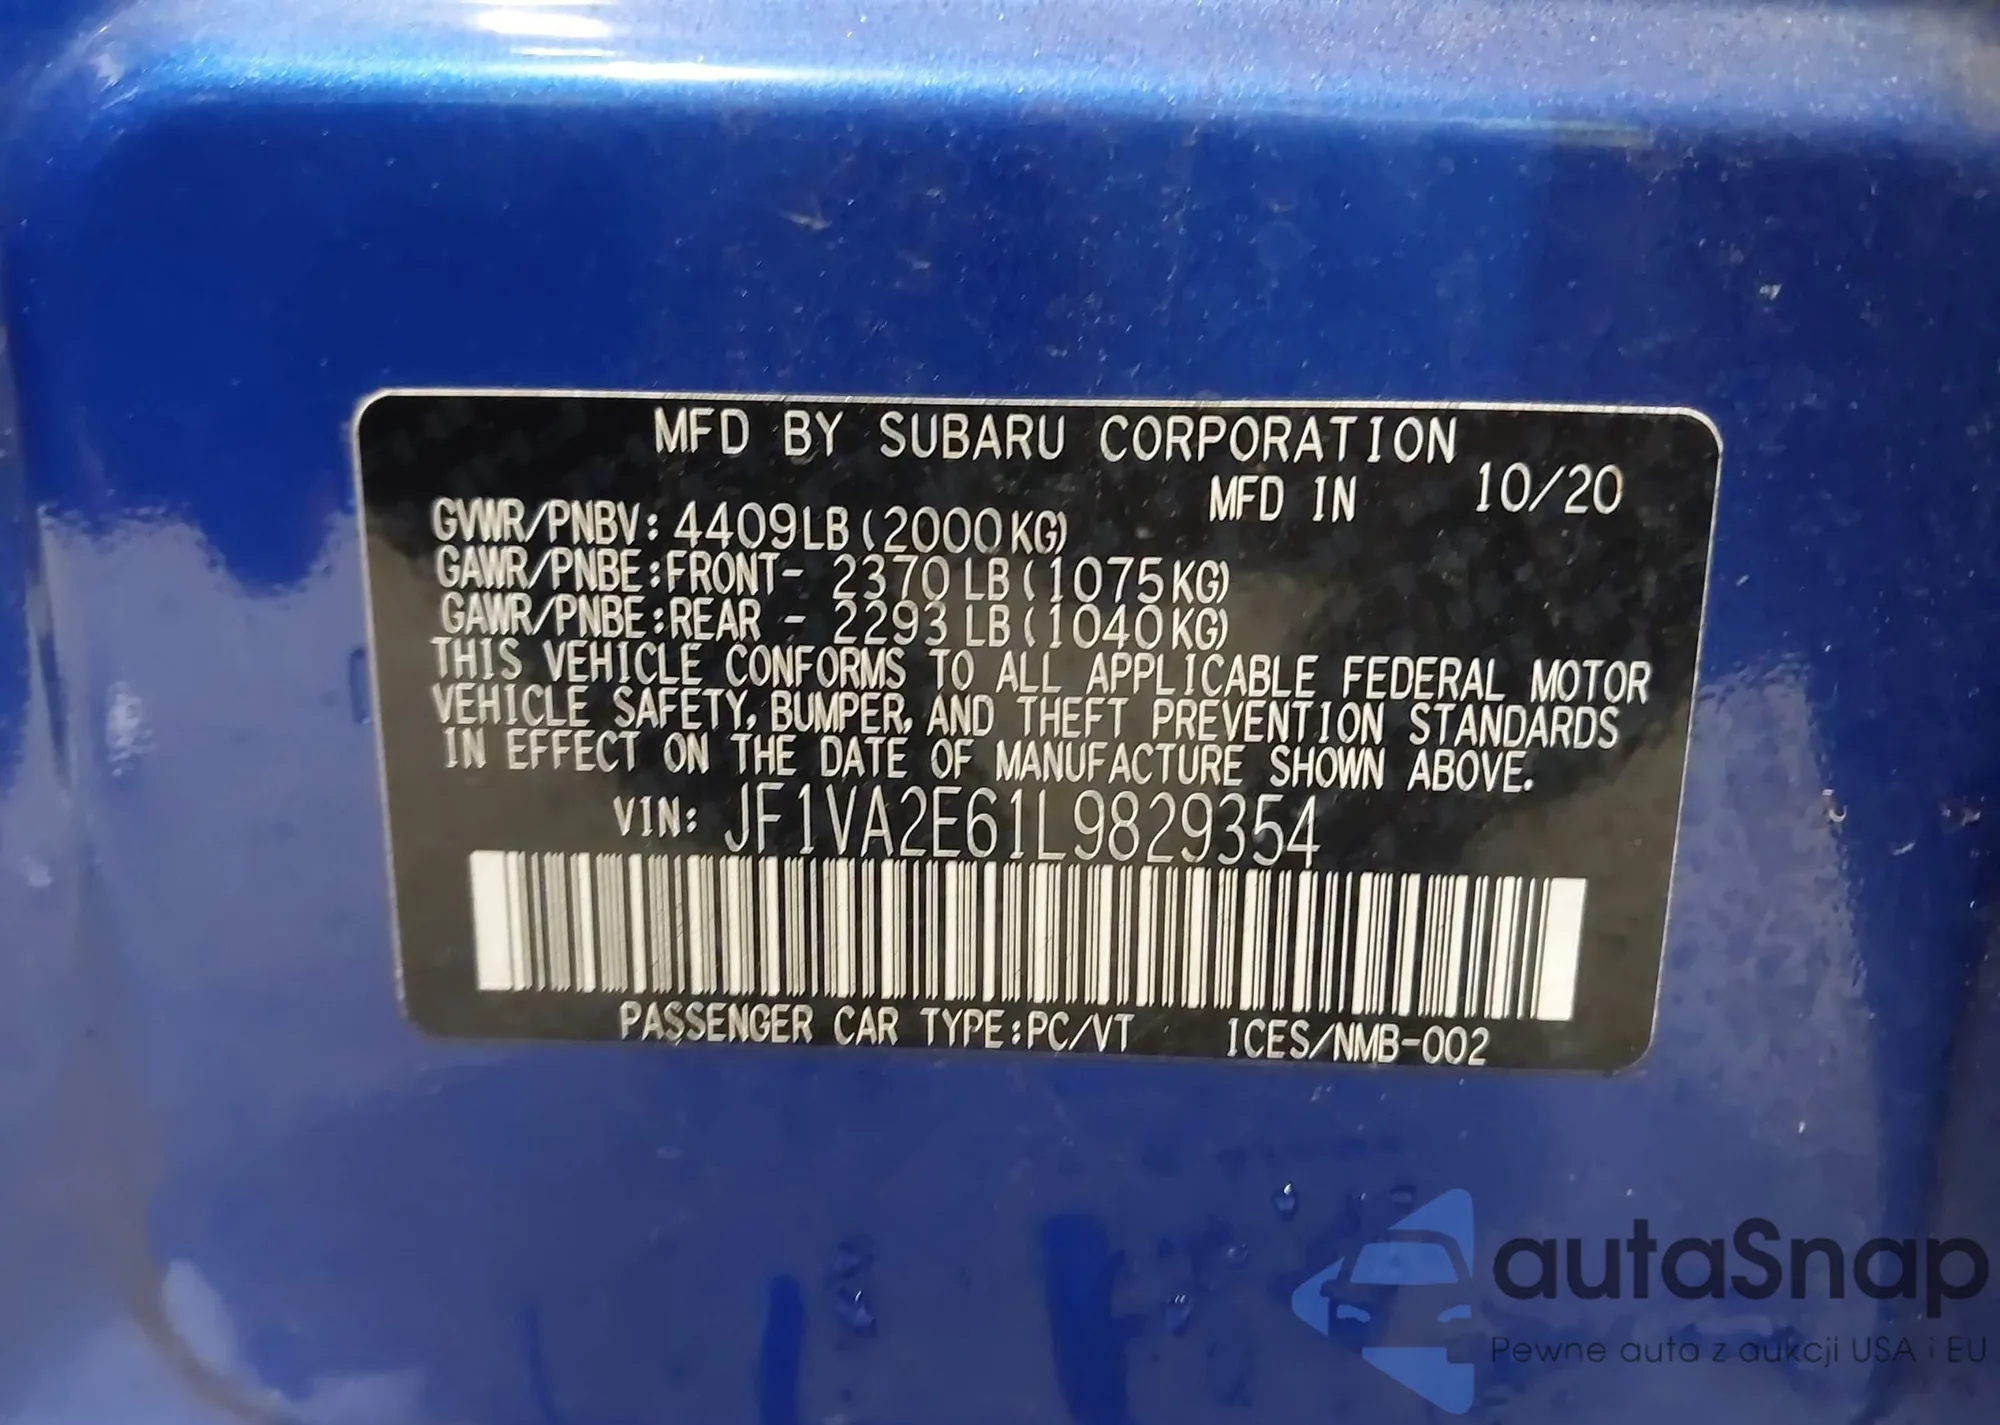 MFD BY SUBARU CORPORATION
MFD IN 10/20
GVWR/PNBV: 4409LB (2000KG)
GAWR/PNBE:FRONT- 2370LB (1075KG)
GAWR/PNBE:REAR - 2293LB (1040KG)
THIS VEHICLE CONFORMS TO ALL APPLICABLE FEDERAL MOTOR
VEHICLE SAFETY, BUMPER, AND THEFT PREVENTION STANDARDS
IN EFFECT ON THE DATE OF MANUFACTURE SHOWN ABOVE.
VIN: JF1VA2E61L9829354
PASSENGER CAR TYPE:PC/VT ICES/NMB-002
autaSnap
Pewne auta z aukcji USA i EU